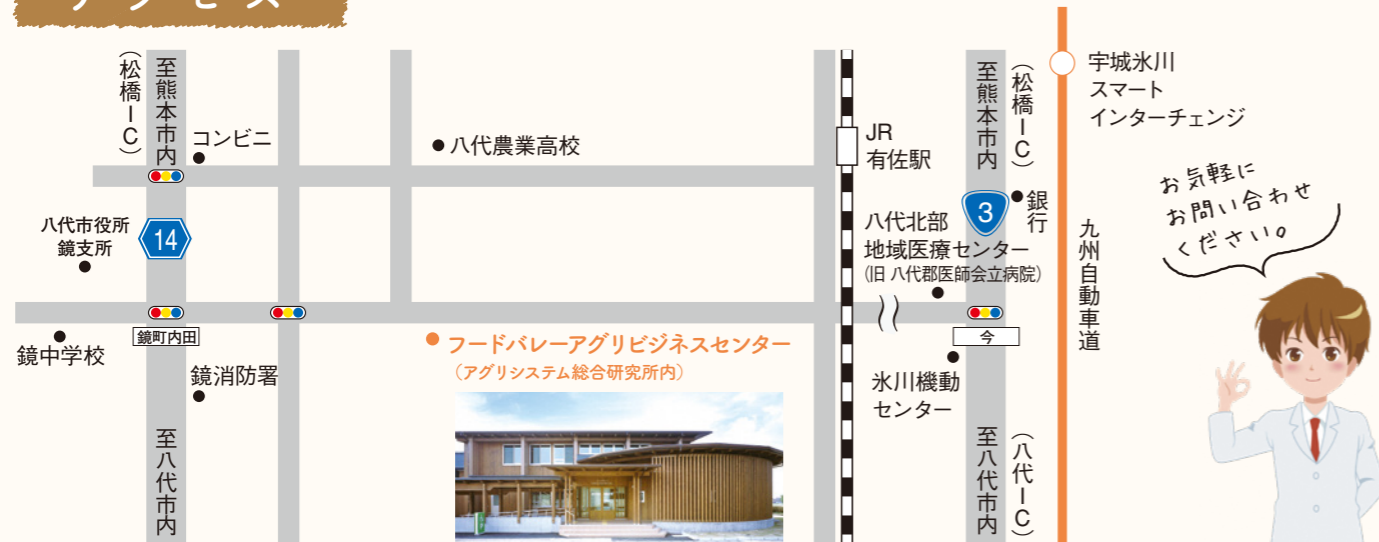 アクセス
至熊本市内
（松橋IC）
コンビニ
八代農業高校
JR
有佐駅
至熊本市内
（松橋IC）
宇城氷川
スマート
インターチェンジ
八代市役所
鏡支所
14
八代北部
地域医療センター
（旧 八代郡医師会立病院）
3
銀行
九州自動車道
お気軽に
お問い合わせ
ください。
鏡中学校
鏡町内田
鏡消防署
フードバレーアグリビジネスセンター
（アグリシステム総合研究所内）
今
氷川機動
センター
至八代市内
至八代市内
（八代IC）